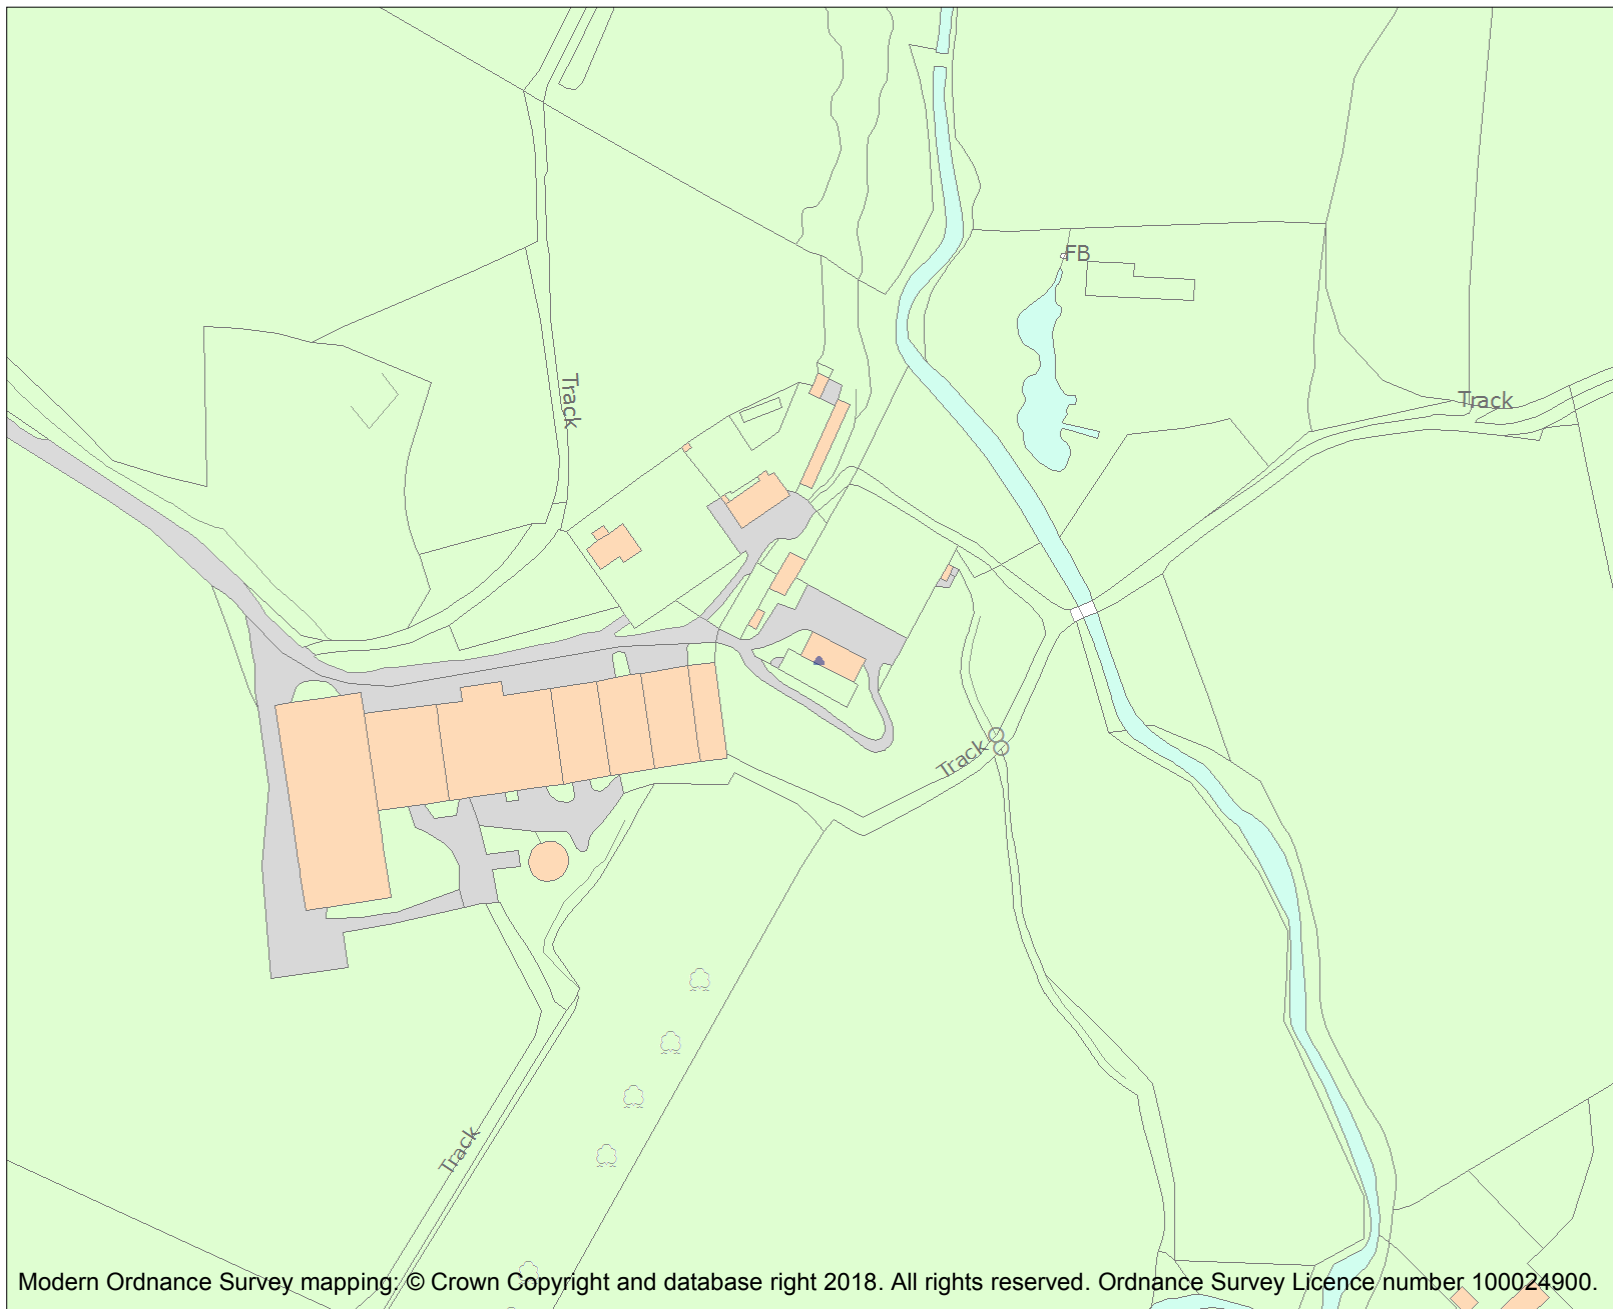 FB
Track
Track
Track
Track
Modern Ordnance Survey mapping: © Crown Copyright and database right 2018. All rights reserved. Ordnance Survey Licence number 100024900.